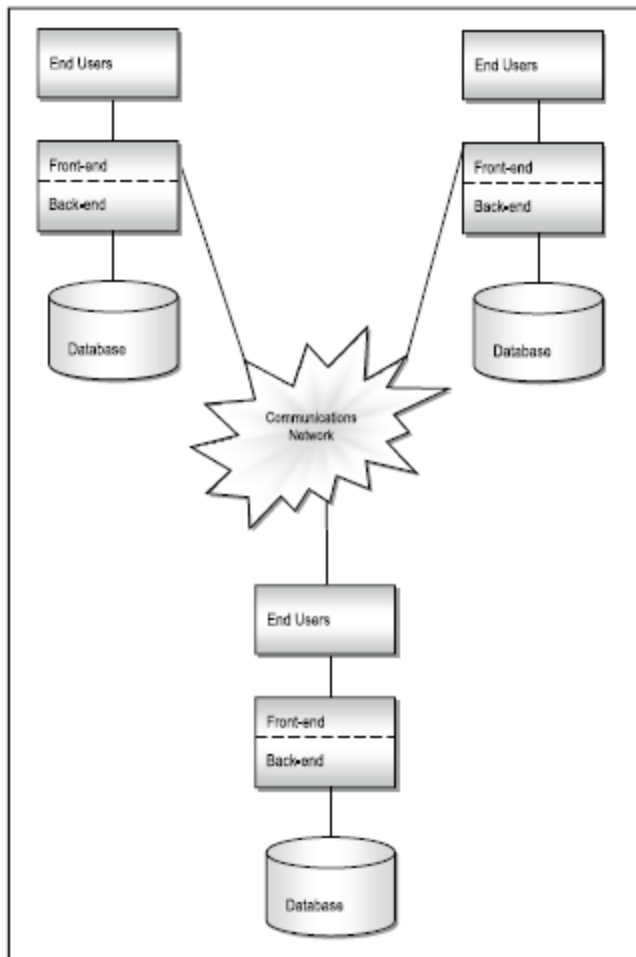 End Users
Front-end
Back-end
Database
End Users
Front-end
Back-end
Database
Communications
Network
End Users
Front-end
Back-end
Database